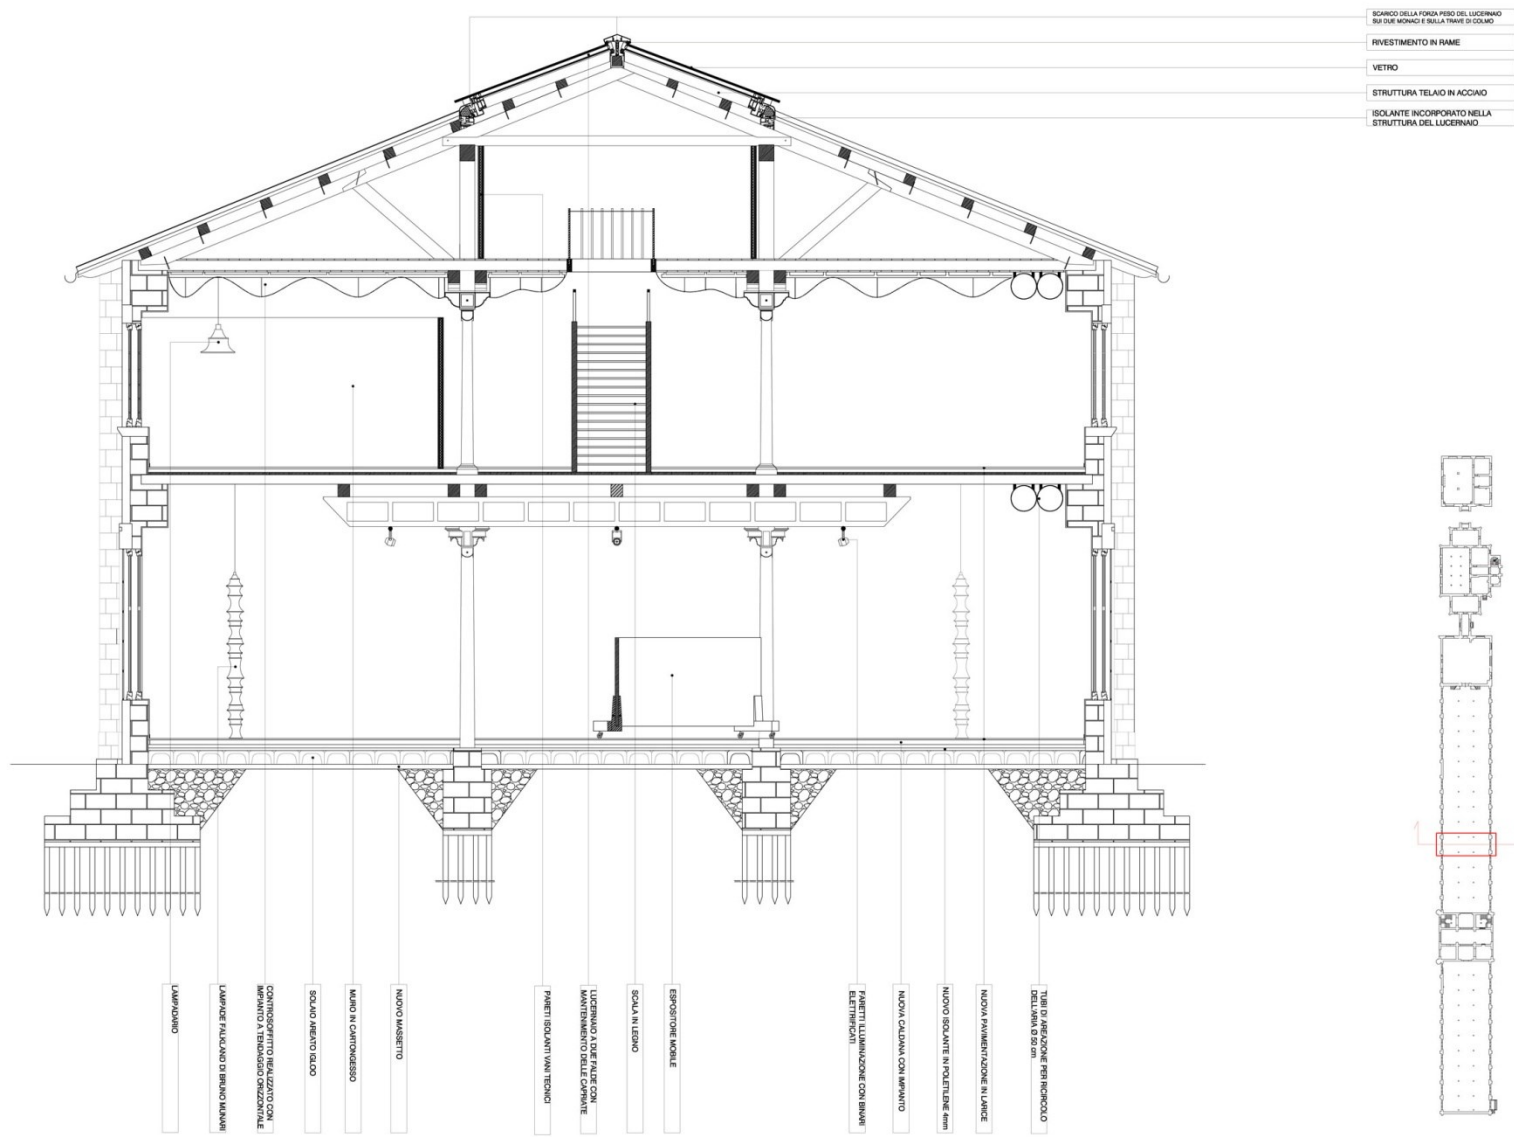 SCARICO DELLA FORZA PESO DEL LUCERNAIO
SUI DUE MONACI E SULLA TRAVE DI COLMO
RIVESTIMENTO IN RAME
VETRO
STRUTTURA TELAIO IN ACCIAIO
ISOLANTE INCORPORATO NELLA
STRUTTURA DEL LUCERNAIO
LAMPADARIO
LAMPADE FALKLAND DI BRUNO MUNARI
CONTROSOFFITTO REALIZZATO CON
IMPIANTO A TENDAGGIO ORIZZONTALE
SOLAIO AREATO IGLOO
MURO IN CARTONGESSO
NUOVO MASSETTO
PARETI ISOLANTI VANI TECNICI
LUCERNAIO A DUE FALDE CON
MANTENIMENTO DELLE CAPRIATE
SCALA IN LEGNO
ESPOSITORE MOBILE
FARETTI ILLUMINAZIONE CON BINARI
ELETTRIFICATI
NUOVA CALDANA CON IMPIANTO
NUOVO ISOLANTE IN POLETILENE 4mm
NUOVA PAVIMENTAZIONE IN LARICE
TUBI DI AREAZIONE PER RICIRCOLO
DELL'ARIA Ø 50 cm